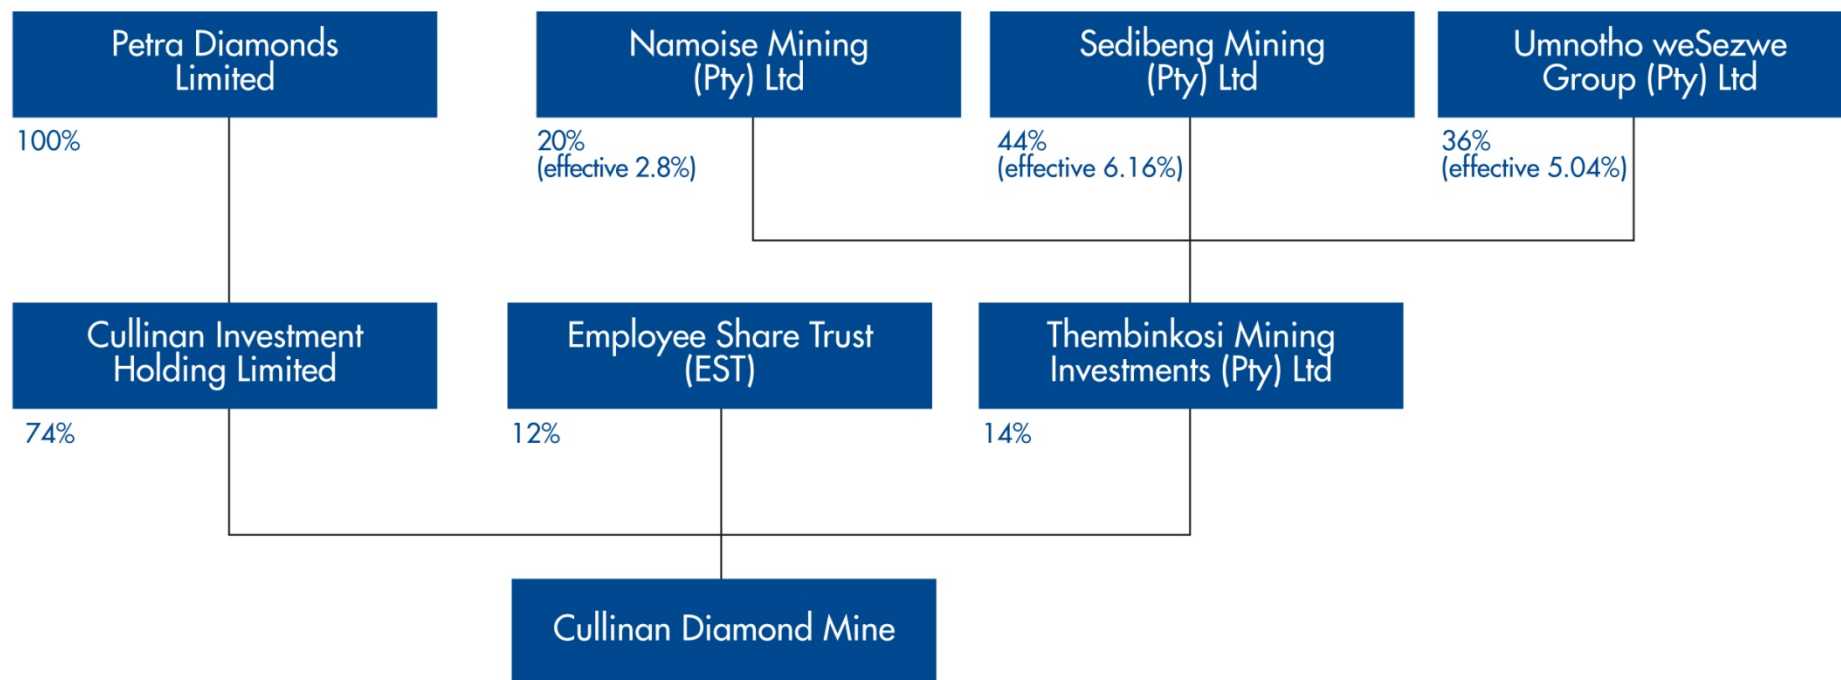 Petra Diamonds
Limited
100%
Namoise Mining
(Pty) Ltd
20%
(effective 2.8%)
Sedibeng Mining
(Pty) Ltd
44%
(effective 6.16%)
Umnotho weSezwe
Group (Pty) Ltd
36%
(effective 5.04%)
Cullinan Investment
Holding Limited
74%
Employee Share Trust
(EST)
12%
Thembinkosi Mining
Investments (Pty) Ltd
14%
Cullinan Diamond Mine